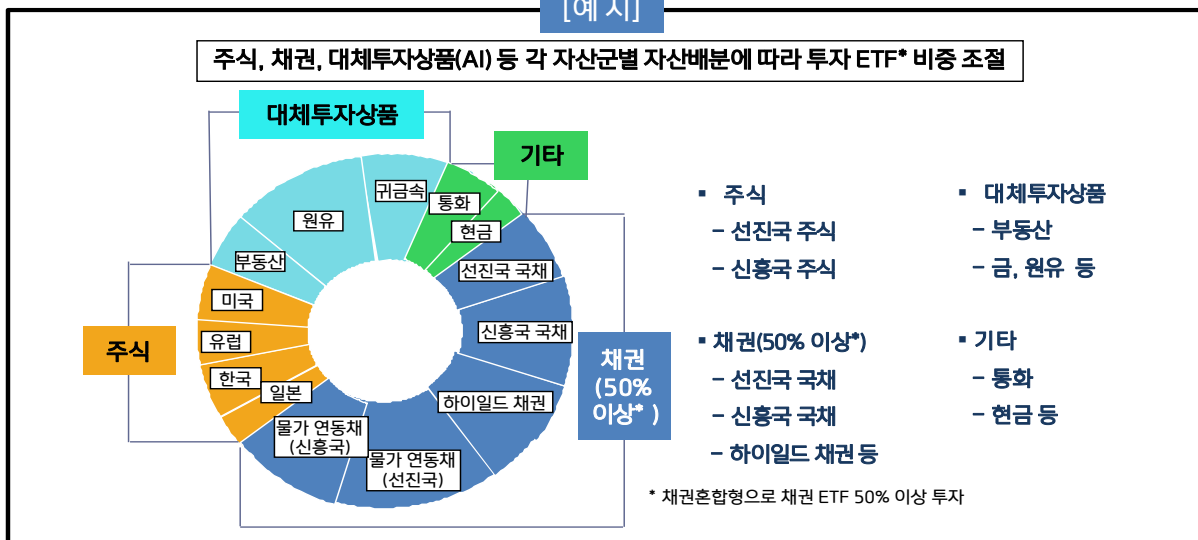 [예 시]
주식, 채권, 대체투자상품(AI) 등 각 자산군별 자산배분에 따라 투자 ETF* 비중 조절
대체투자상품
기타
귀금속
통화
원유
현금
부동산
선진국 국채
미국
신흥국 국채
유럽
주식
한국
일본
하이일드 채권
채권
(50%
이상* )
물가 연동채
(신흥국)
물가 연동채
(선진국)
▪ 주식
– 선진국 주식
– 신흥국 주식
▪ 대체투자상품
– 부동산
– 금, 원유 등
▪ 채권(50% 이상*)
– 선진국 국채
– 신흥국 국채
– 하이일드 채권 등
▪ 기타
– 통화
– 현금 등
* 채권혼합형으로 채권 ETF 50% 이상 투자